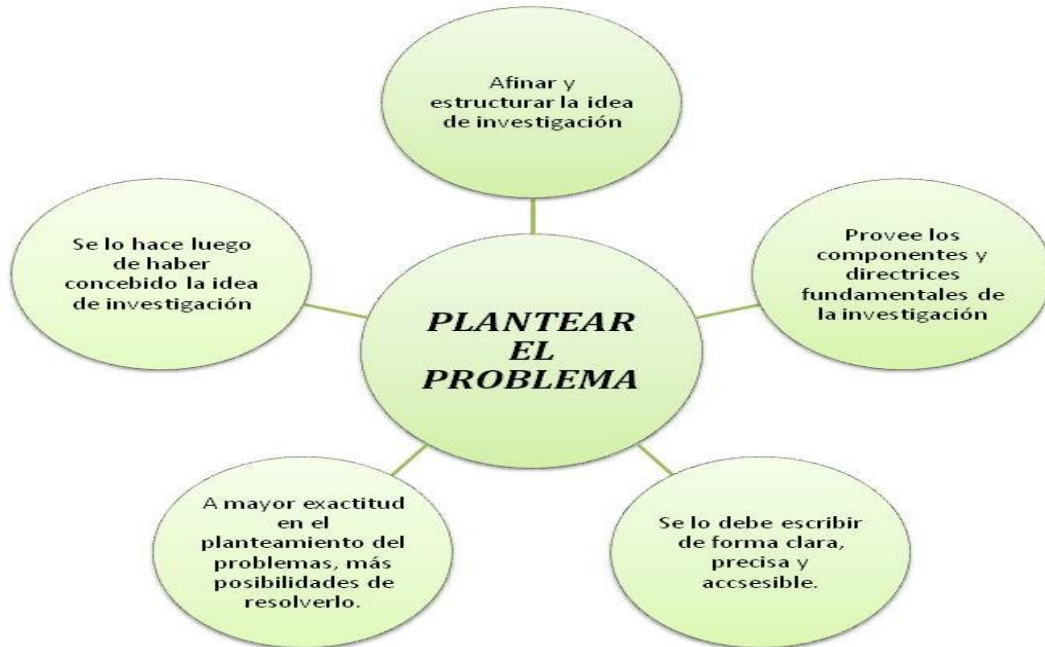 Afinar y
estructurar la idea
de investigación
Se lo hace luego
de haber
concebido la idea
de investigación
Provee los
componentes y
directrices
fundamentales de
la investigación
PLANTEAR
EL
PROBLEMA
A mayor exactitud
en el
planteamiento del
problemas, más
posibilidades de
resolverlo.
Se lo debe escribir
de forma clara,
precisa y
accsesible.